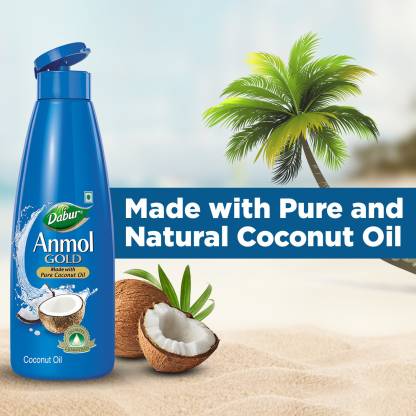 Dabur
Anmol
GOLD
Made with
Pure Coconut Oil
Coconut Oil
Made with Pure and
Natural Coconut Oil